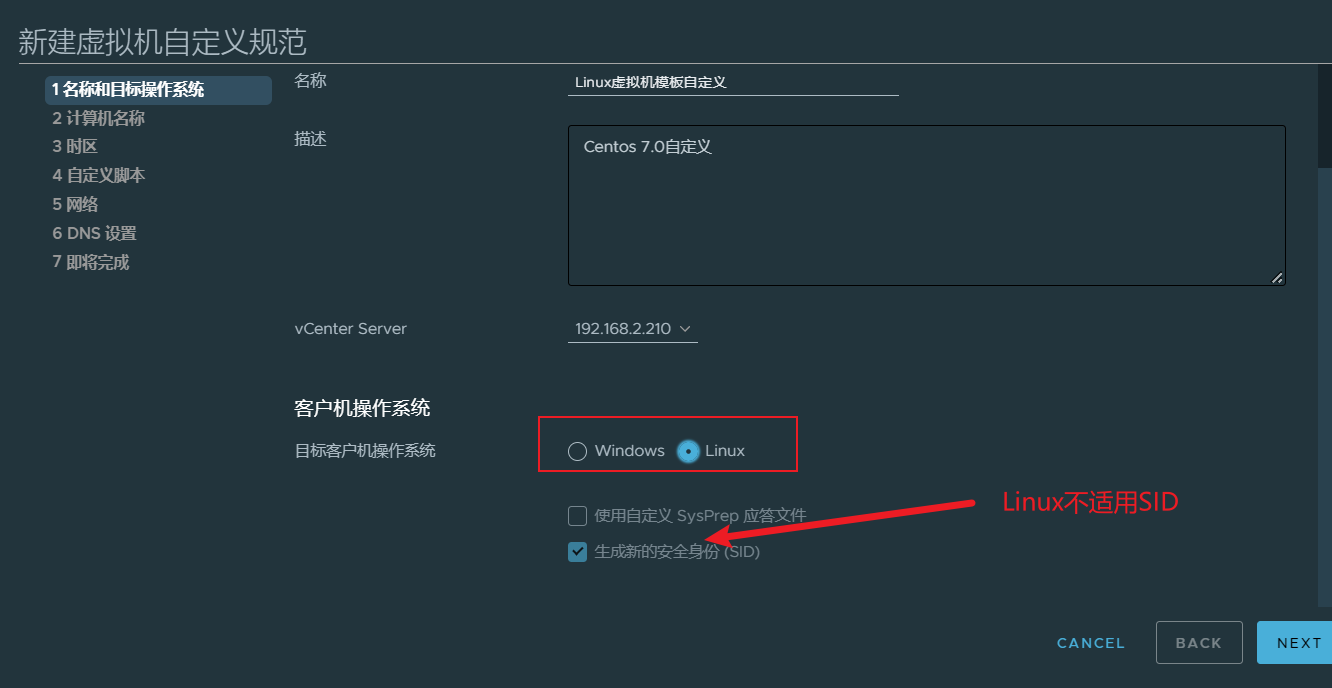 新建虚拟机自定义规范
1 名称和目标操作系统
2 计算机名称
3 时区
4 自定义脚本
5 网络
6 DNS 设置
7 即将完成
名称
Linux虚拟机模板自定义
描述
Centos 7.0自定义
vCenter Server
192.168.2.210
客户机操作系统
目标客户机操作系统
Windows
Linux
使用自定义 SysPrep 应答文件
生成新的安全身份 (SID)
Linux不适用SID
CANCEL
BACK
NEXT